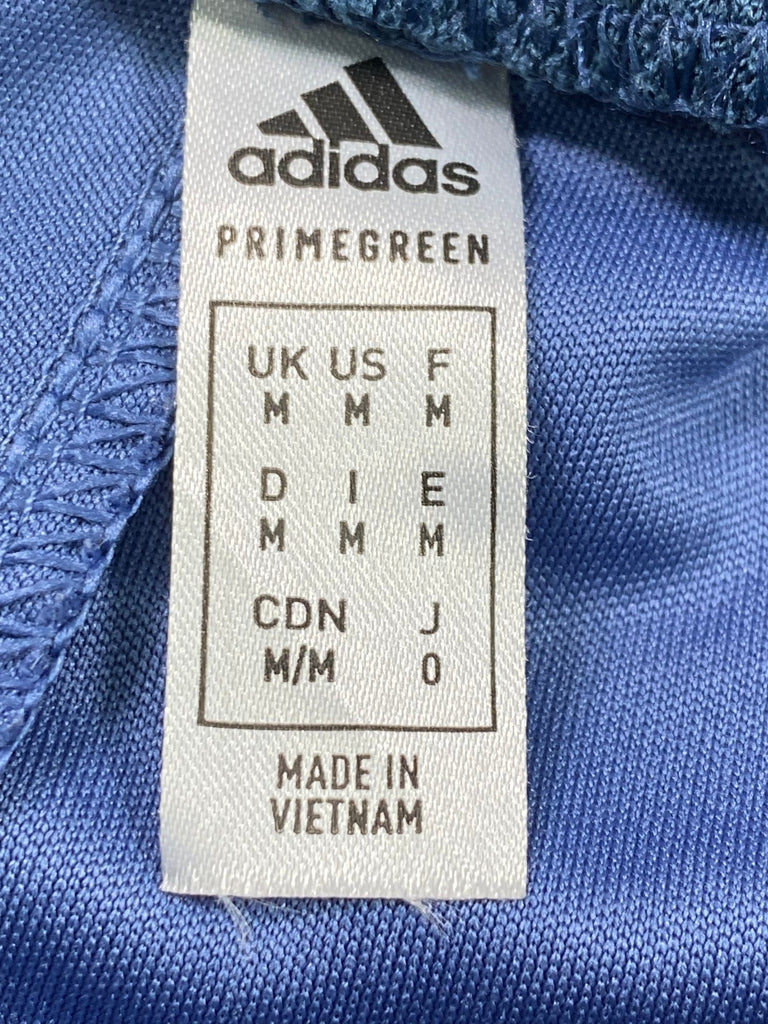 adidas
PRIMEGREEN
UK US F
M M M
D I E
M M M
CDN J
M/M O
MADE IN
VIETNAM